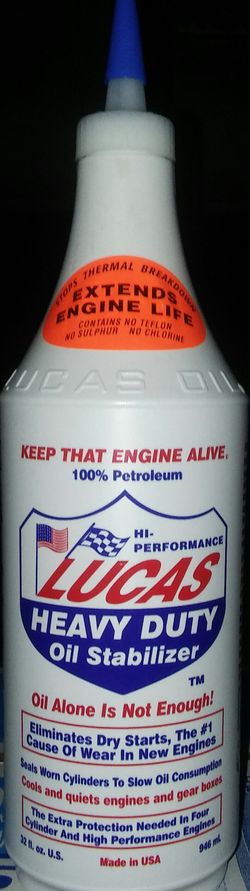 STOPS THERMAL BREAKDOWN
EXTENDS
ENGINE LIFE
CONTAINS NO TEFLON
NO SULPHUR NO CHLORINE
LUCAS OIL
KEEP THAT ENGINE ALIVE.
100% Petroleum
HI-
PERFORMANCE
LUCAS
HEAVY DUTY
Oil Stabilizer
TM
Oil Alone Is Not Enough!
Eliminates Dry Starts, The #1
Cause Of Wear In New Engines
Seals Worn Cylinders To Slow Oil Consumption
Cools and quiets engines and gear boxes
The Extra Protection Needed In Four
Cylinder And High Performance Engines
32 fl. oz. U.S.
Made in USA
946 mL